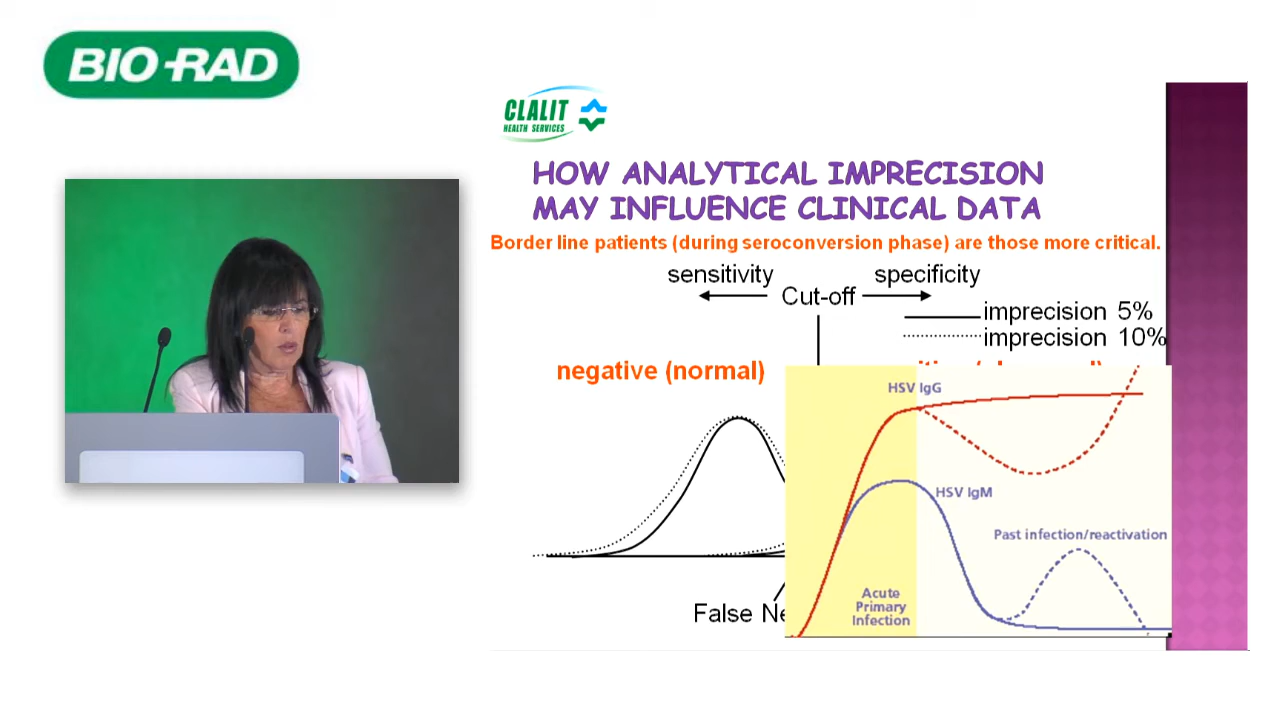 BIO-RAD
CLALIT
HEALTH SERVICES
HOW ANALYTICAL IMPRECISION
MAY INFLUENCE CLINICAL DATA
Border line patients (during seroconversion phase) are those more critical.
sensitivity
specificity
Cut-off
imprecision 5%
imprecision 10%
negative (normal)
HSV IgG
HSV IgM
Past infection/reactivation
Acute
Primary
Infection
False Ne